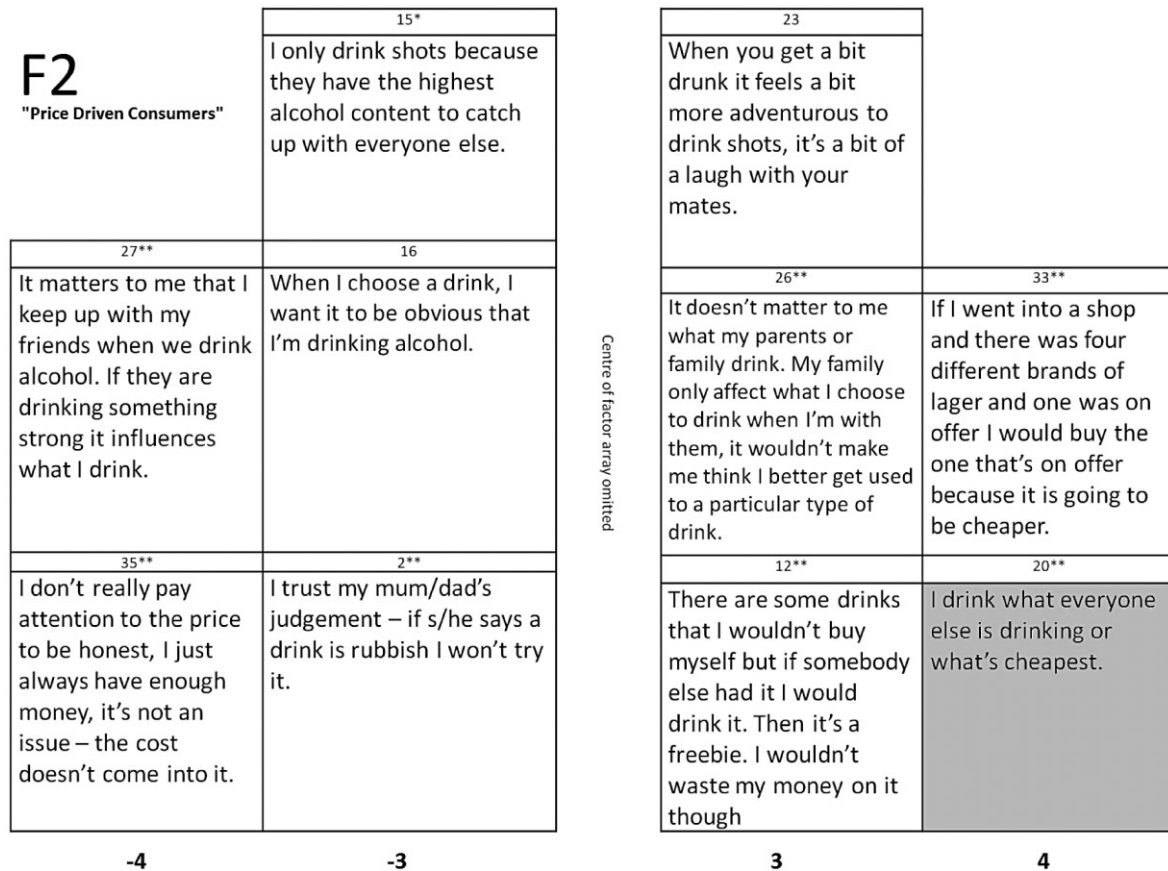 F2
"Price Driven Consumers"
15*
I only drink shots because
they have the highest
alcohol content to catch
up with everyone else.
27**
It matters to me that I
keep up with my
friends when we drink
alcohol. If they are
drinking something
strong it influences
what I drink.
16
When I choose a drink, I
want it to be obvious that
I'm drinking alcohol.
35**
I don't really pay
attention to the price
to be honest, I just
always have enough
money, it's not an
issue – the cost
doesn't come into it.
2**
I trust my mum/dad's
judgement – if s/he says a
drink is rubbish I won't try
it.
-4
-3
Centre of factor array omitted
23
When you get a bit
drunk it feels a bit
more adventurous to
drink shots, it's a bit of
a laugh with your
mates.
26**
It doesn't matter to me
what my parents or
family drink. My family
only affect what I choose
to drink when I'm with
them, it wouldn't make
me think I better get used
to a particular type of
drink.
33**
If I went into a shop
and there was four
different brands of
lager and one was on
offer I would buy the
one that's on offer
because it is going to
be cheaper.
12**
There are some drinks
that I wouldn't buy
myself but if somebody
else had it I would
drink it. Then it's a
freebie. I wouldn't
waste my money on it
though
20**
I drink what everyone
else is drinking or
what's cheapest.
3
4